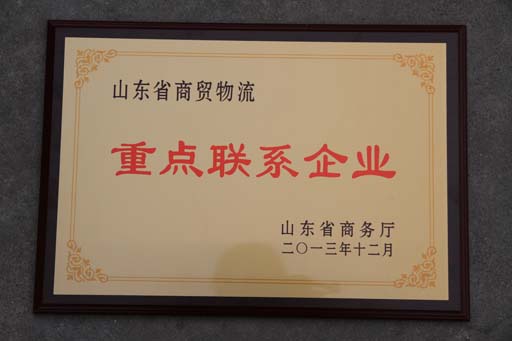 山东省商贸物流
重点联系企业
山东省商务厅
二〇一三年十二月